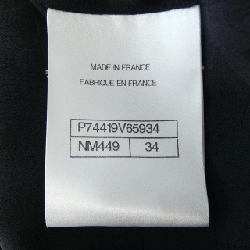 MADE IN FRANCE
FABRIQUE EN FRANCE
P74419V65934
NM449 34